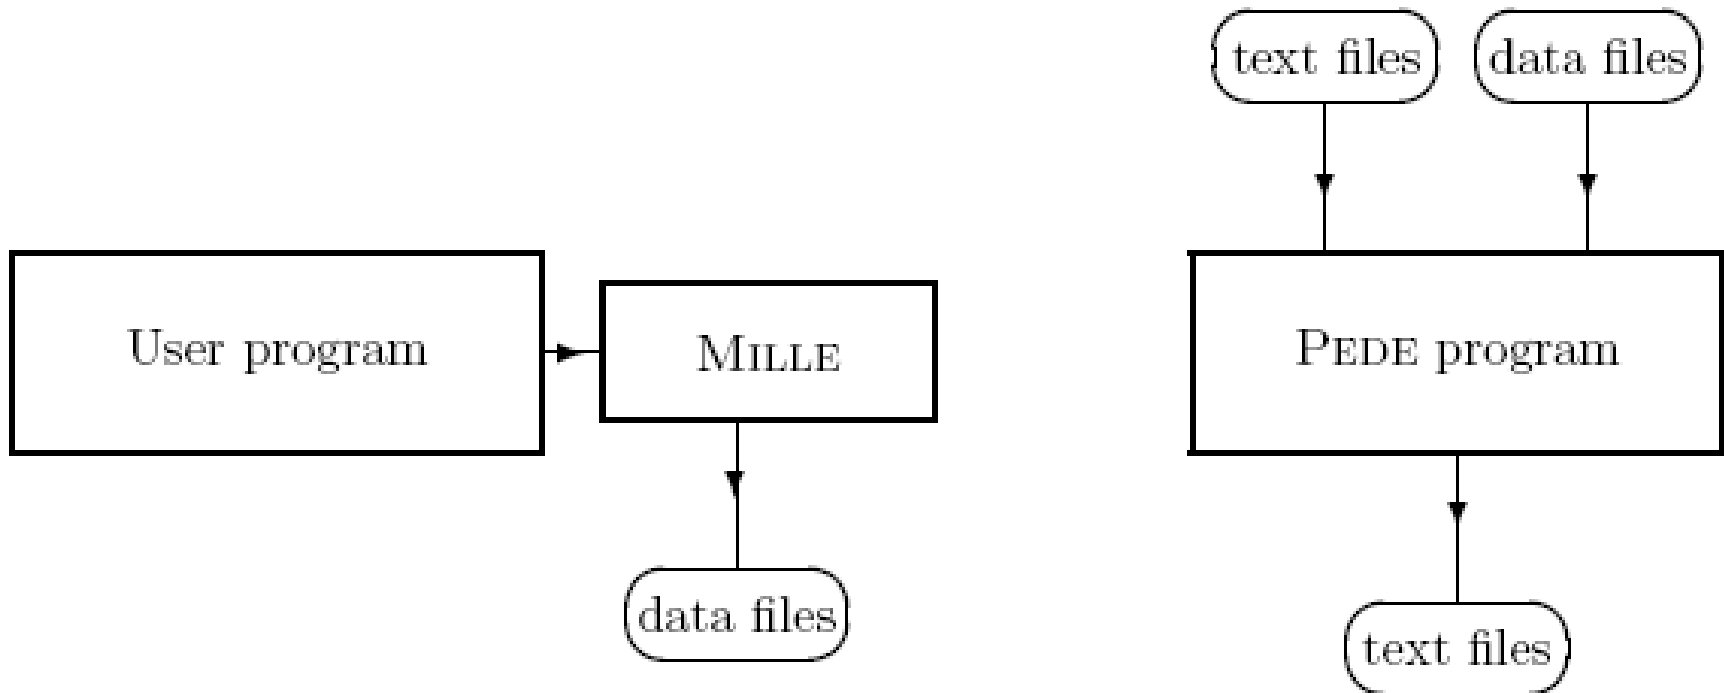 text files
data files
User program
MILLE
PEDE program
data files
text files